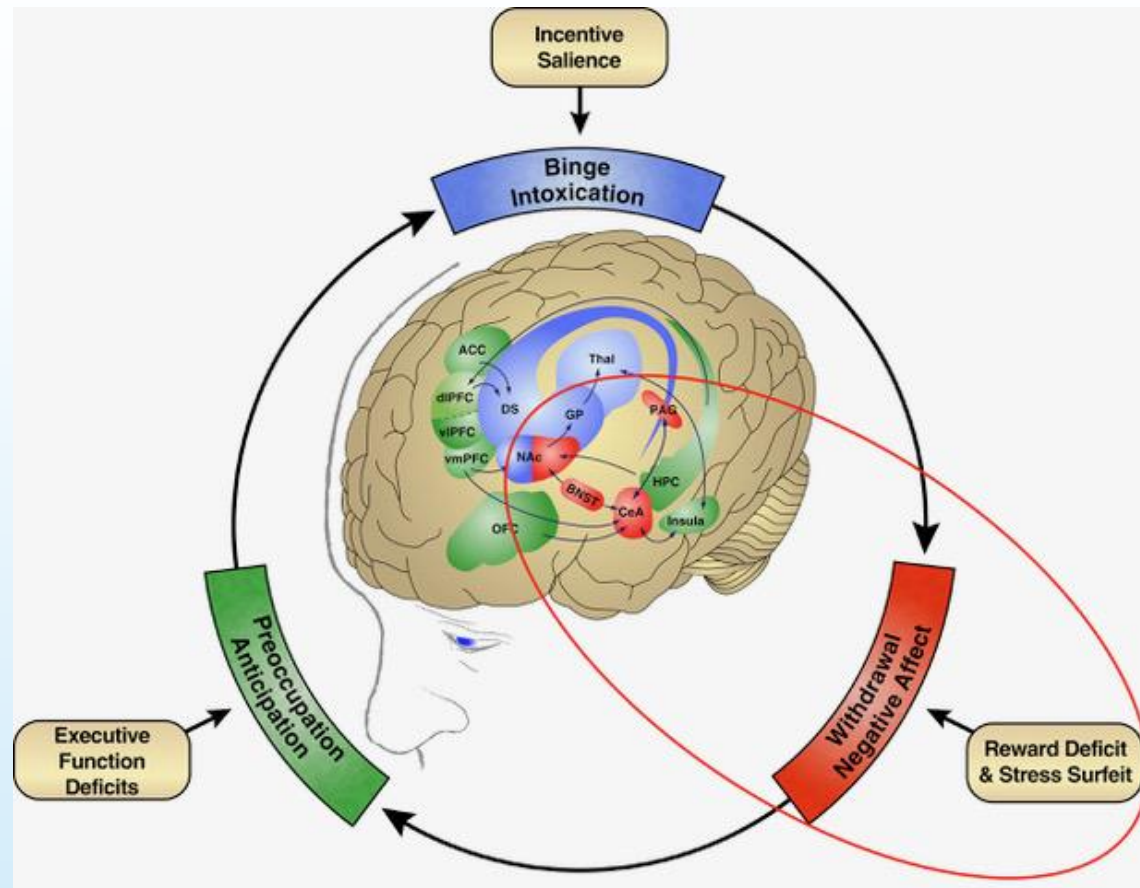 Incentive
Salience
Binge
Intoxication
ACC
Thal
dlPFC
DS
GP
PAG
vlPFC
vmPFC
NAc
HPC
BNST
CeA
Insula
OFC
Preoccupation
Anticipation
Withdrawal
Negative Affect
Executive
Function
Deficits
Reward Deficit
& Stress Surfeit